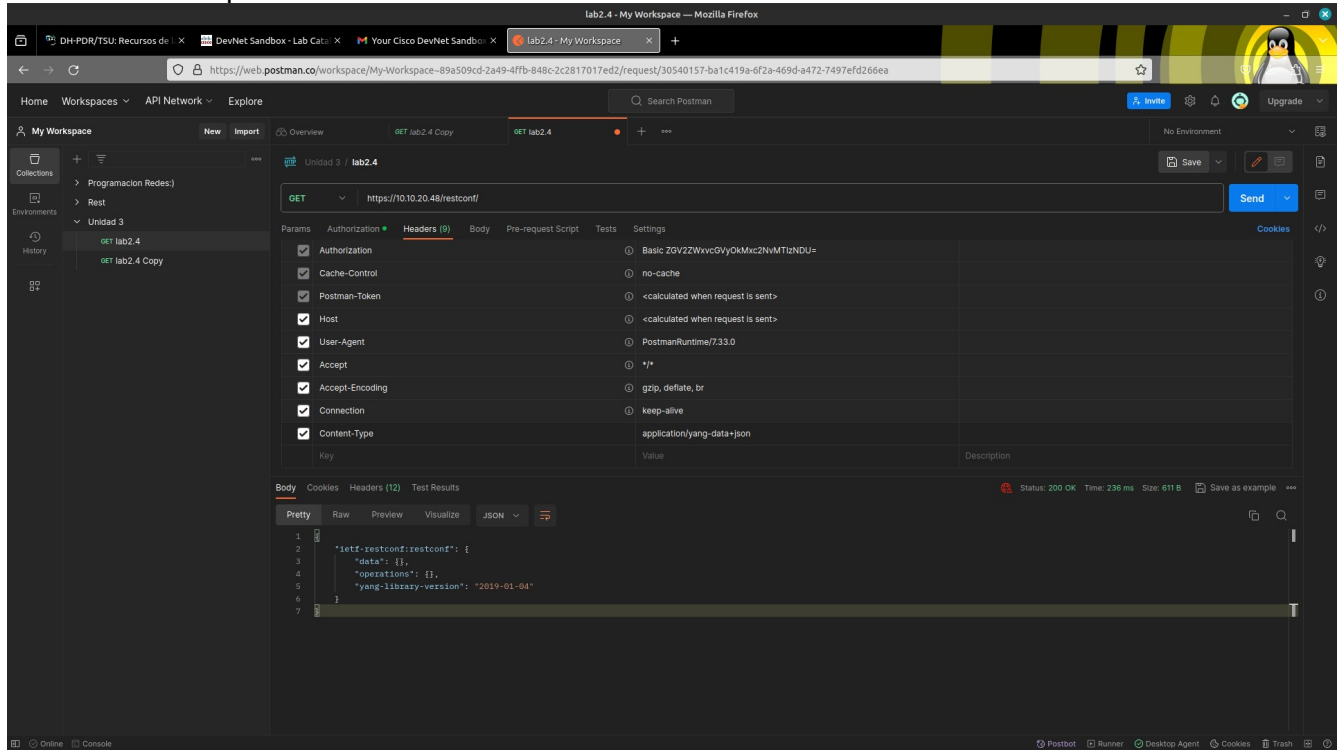 lab2.4 - My Workspace — Mozilla Firefox
DH-PDR/TSU: Recursos de l
DevNet Sandbox - Lab Cata
Your Cisco DevNet Sandbox
lab2.4 - My Workspace
https://web.postman.co/workspace/My-Workspace~89a509cd-2a49-4ffb-848c-2c2817017ed2/request/30540157-ba1c419a-6f2a-469d-a472-7497efd266ea
Home Workspaces API Network Explore
Search Postman
Invite
Upgrade
My Workspace New Import
Overview
GET lab2.4 Copy
GET lab2.4
No Environment
Collections
Environments
History
Programacion Redes:)
Rest
Unidad 3
GET lab2.4
GET lab2.4 Copy
HTTP Unidad 3 / lab2.4
Save
GET https://10.10.20.48/restconf/
Send
Params Authorization Headers (9) Body Pre-request Script Tests Settings
Cookies
Authorization Basic ZGV2ZWxvcGVyOkMxc2NvMTIzNDU=
Cache-Control no-cache
Postman-Token <calculated when request is sent>
Host <calculated when request is sent>
User-Agent PostmanRuntime/7.33.0
Accept */*
Accept-Encoding gzip, deflate, br
Connection keep-alive
Content-Type application/yang-data+json
Key Value Description
Body Cookies Headers (12) Test Results
Status: 200 OK Time: 236 ms Size: 611 B Save as example
Pretty Raw Preview Visualize JSON
1 {
2 "ietf-restconf:restconf": {
3 "data": {},
4 "operations": {},
5 "yang-library-version": "2019-01-04"
6 }
7 }
Online Console
Postbot Runner Desktop Agent Cookies Trash